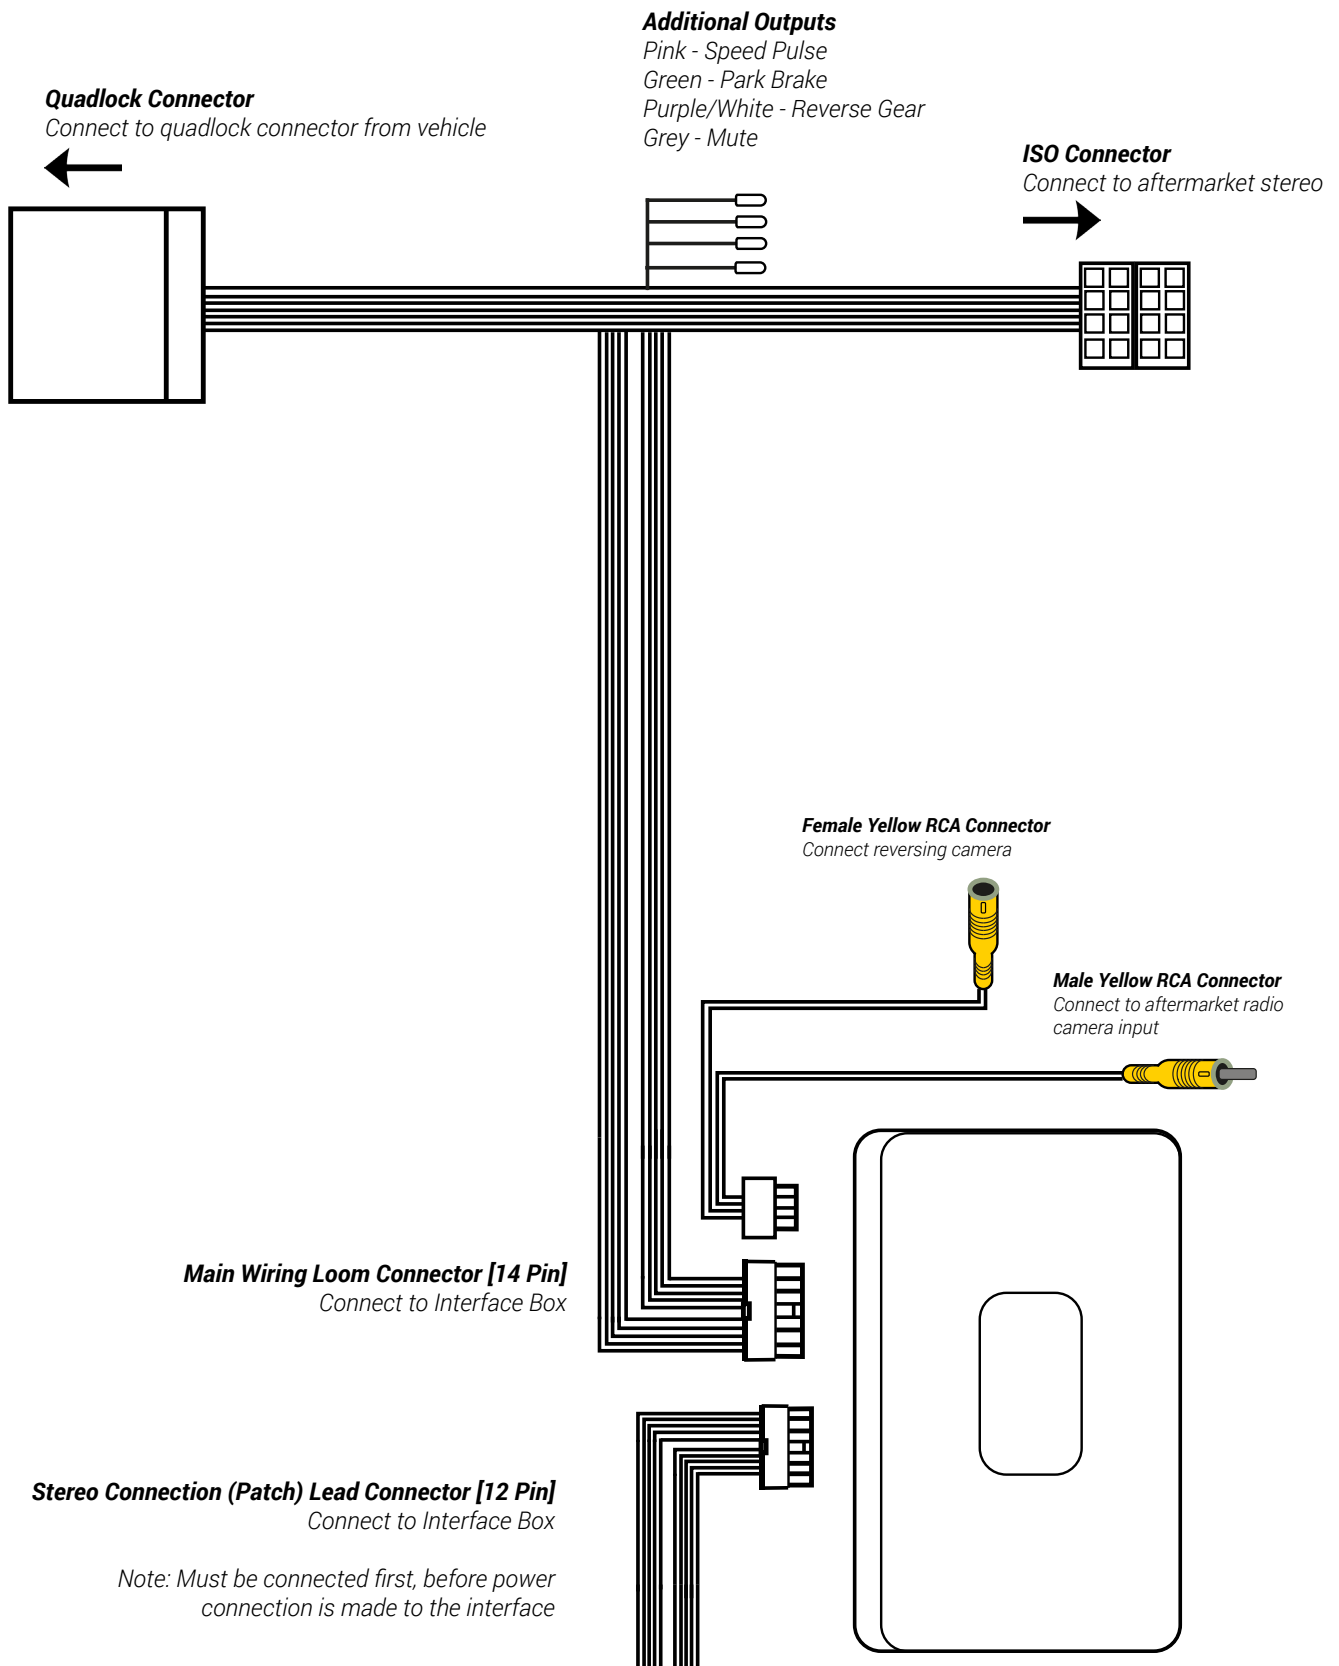 Additional Outputs
Pink - Speed Pulse
Green - Park Brake
Purple/White - Reverse Gear
Grey - Mute
Quadlock Connector
Connect to quadlock connector from vehicle
ISO Connector
Connect to aftermarket stereo
Female Yellow RCA Connector
Connect reversing camera
Male Yellow RCA Connector
Connect to aftermarket radio
camera input
Main Wiring Loom Connector [14 Pin]
Connect to Interface Box
Stereo Connection (Patch) Lead Connector [12 Pin]
Connect to Interface Box
Note: Must be connected first, before power
connection is made to the interface